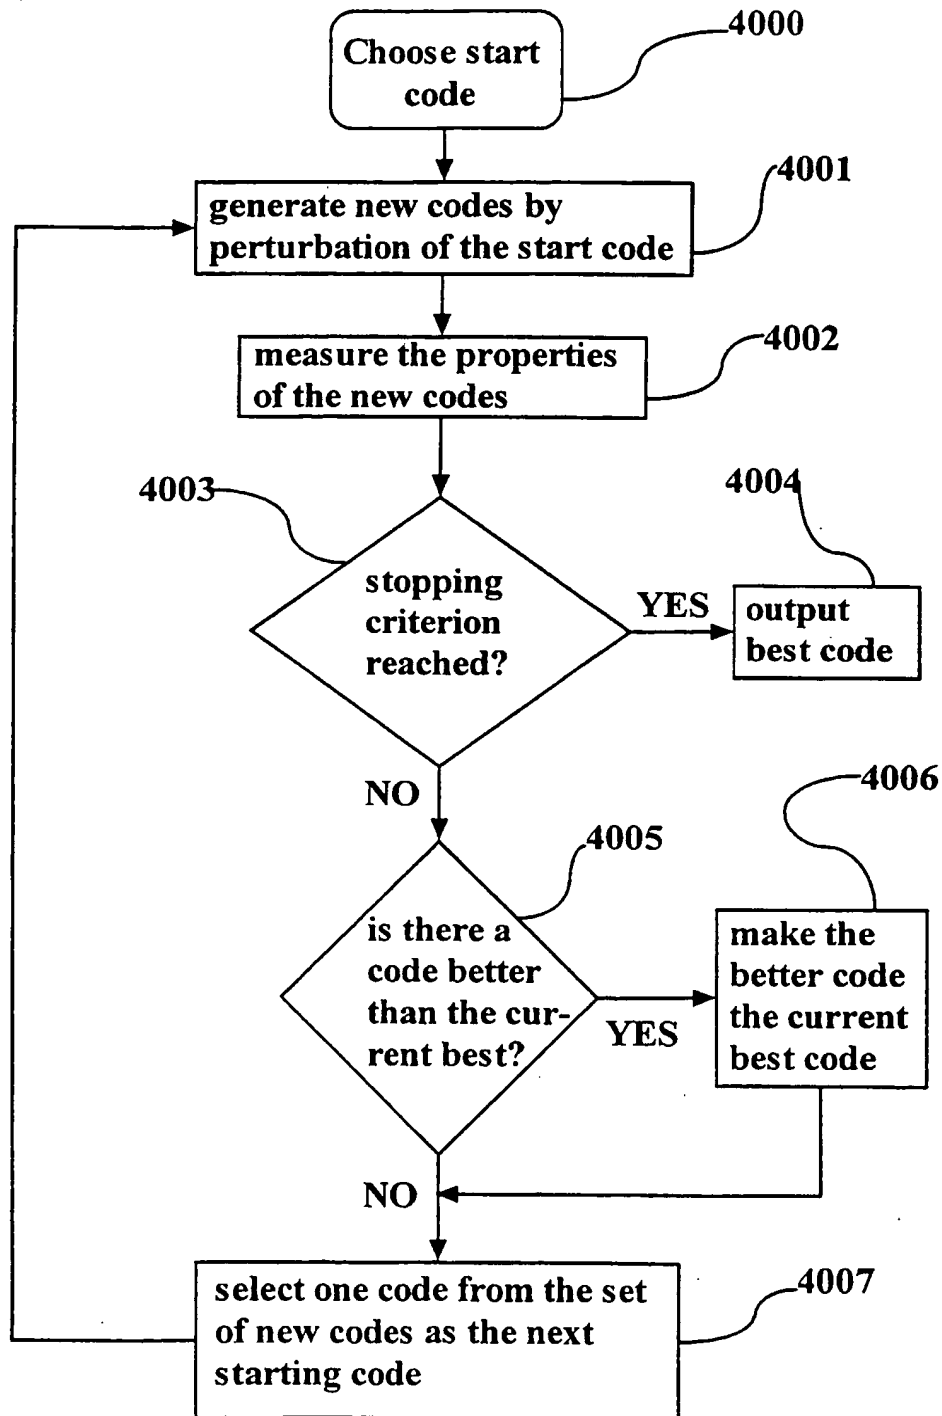 Choose start
code
4000
generate new codes by
perturbation of the start code
4001
measure the properties
of the new codes
4002
4003
stopping
criterion
reached?
YES
4004
output
best code
NO
4005
is there a
code better
than the cur-
rent best?
YES
4006
make the
better code
the current
best code
NO
select one code from the set
of new codes as the next
starting code
4007